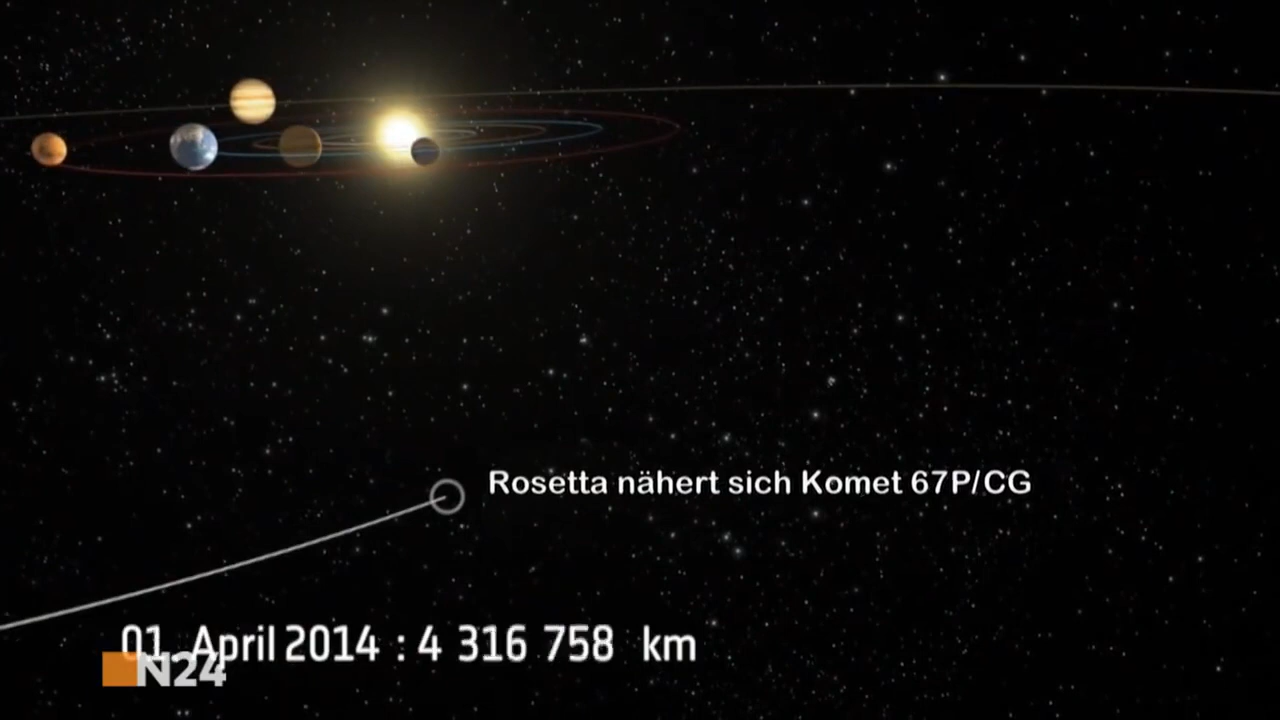 Rosetta nähert sich Komet 67P/CG
01. April 2014 : 4 316 758 km
N24